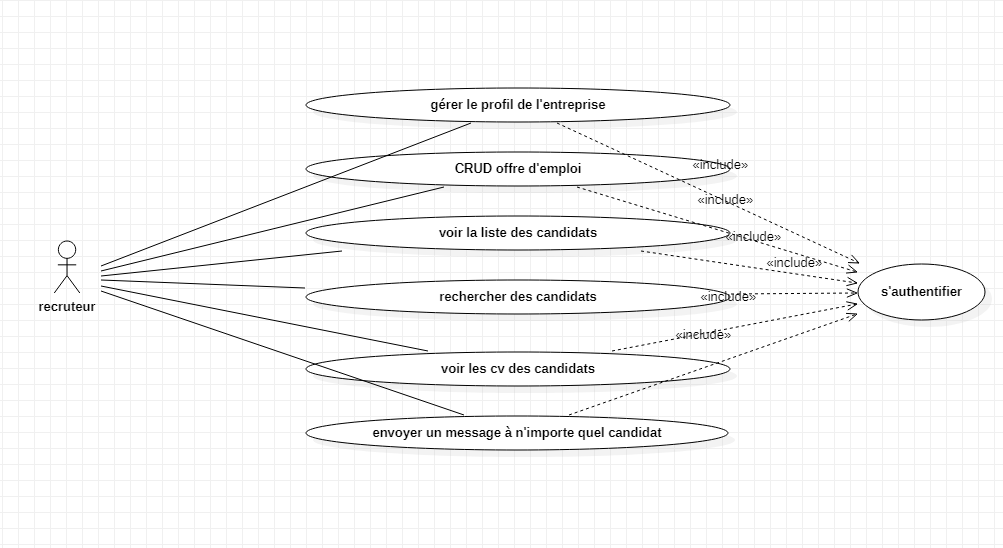 gérer le profil de l'entreprise
«include»
CRUD offre d'emploi
«include»
voir la liste des candidats
«include»
«include»
recruteur
rechercher des candidats
«include»
s'authentifier
«include»
voir les cv des candidats
envoyer un message à n'importe quel candidat